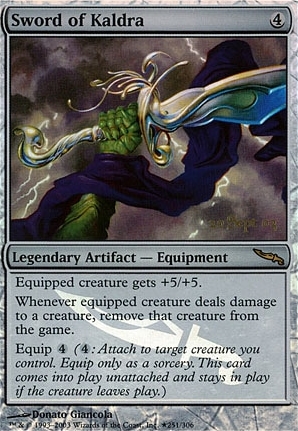 Sword of Kaldra 4
Legendary Artifact — Equipment
Equipped creature gets +5/+5.
Whenever equipped creature deals damage
to a creature, remove that creature from
the game.
Equip 4 (4: Attach to target creature you
control. Equip only as a sorcery. This card
comes into play unattached and stays in play
if the creature leaves play.)
Donato Giancola
™ & © 1993–2003 Wizards of the Coast, Inc. ★251/306